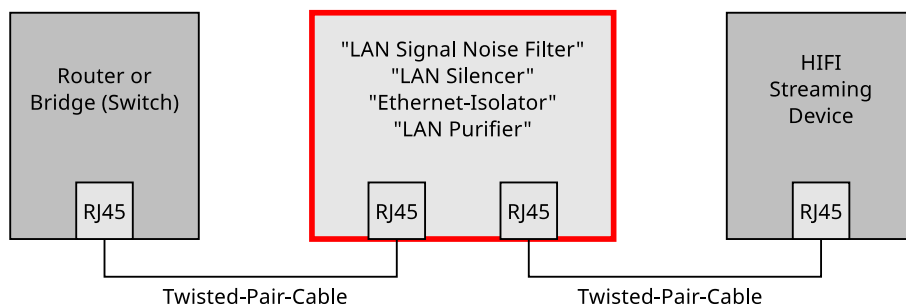 Router or
Bridge (Switch)
RJ45
"LAN Signal Noise Filter"
"LAN Silencer"
"Ethernet-Isolator"
"LAN Purifier"
RJ45
RJ45
HIFI
Streaming
Device
RJ45
Twisted-Pair-Cable
Twisted-Pair-Cable